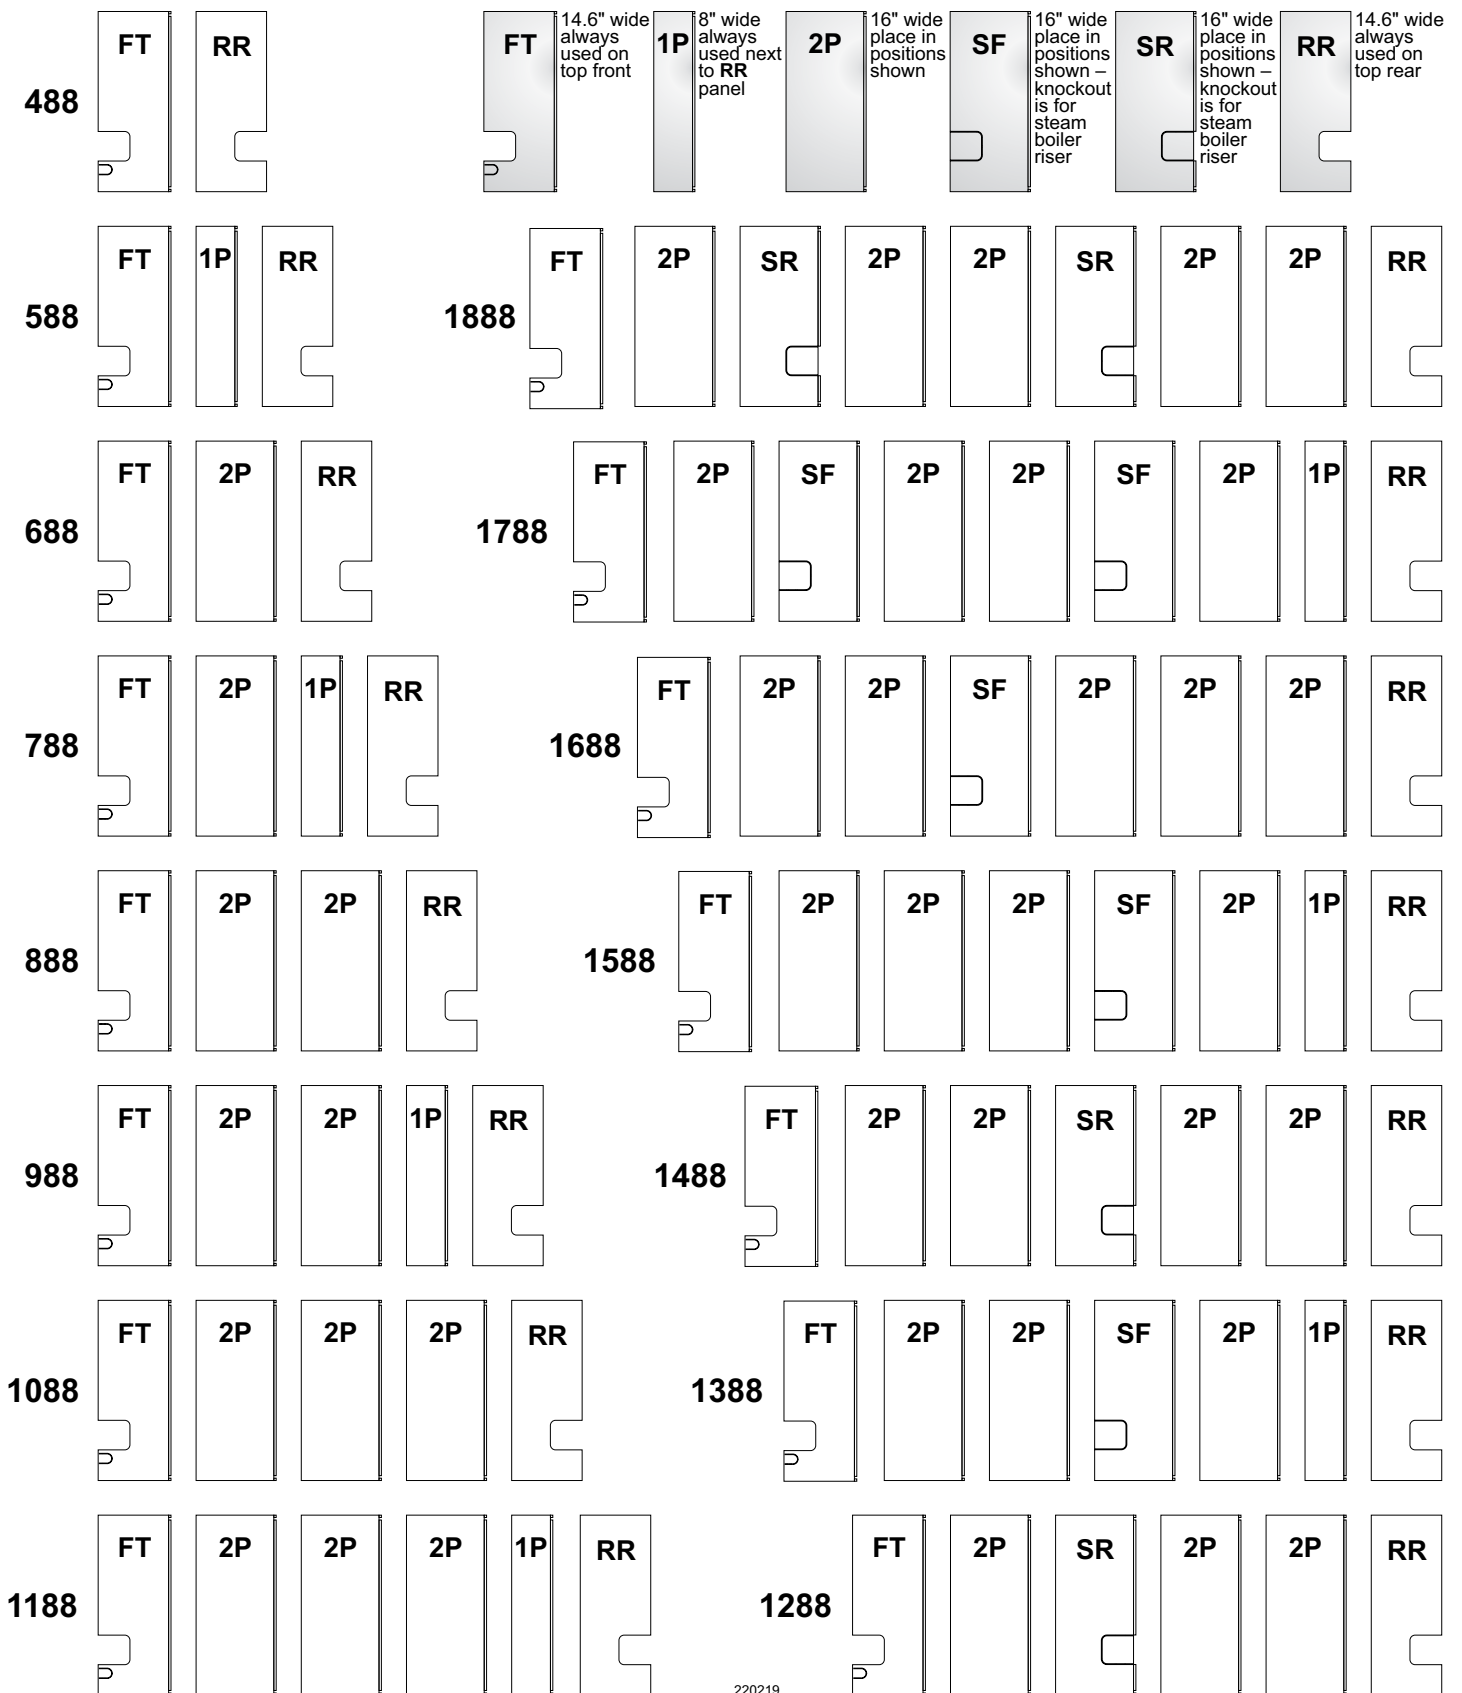 FT RR
488
FT
14.6" wide
always
used on
top front
1P
8" wide
always
used next
to RR
panel
2P
16" wide
place in
positions
shown
SF
16" wide
place in
positions
shown –
knockout
is for
steam
boiler
riser
SR
16" wide
place in
positions
shown –
knockout
is for
steam
boiler
riser
RR
14.6" wide
always
used on
top rear
FT 1P RR
588
FT 2P SR 2P 2P SR 2P 2P RR
1888
FT 2P RR
688
FT 2P SF 2P 2P SF 2P 1P RR
1788
FT 2P 1P RR
788
FT 2P 2P SF 2P 2P 2P RR
1688
FT 2P 2P RR
888
FT 2P 2P 2P SF 2P 1P RR
1588
FT 2P 2P 1P RR
988
FT 2P 2P SR 2P 2P RR
1488
FT 2P 2P 2P RR
1088
FT 2P 2P SF 2P 1P RR
1388
FT 2P 2P 2P 1P RR
1188
FT 2P SR 2P 2P RR
1288
220219